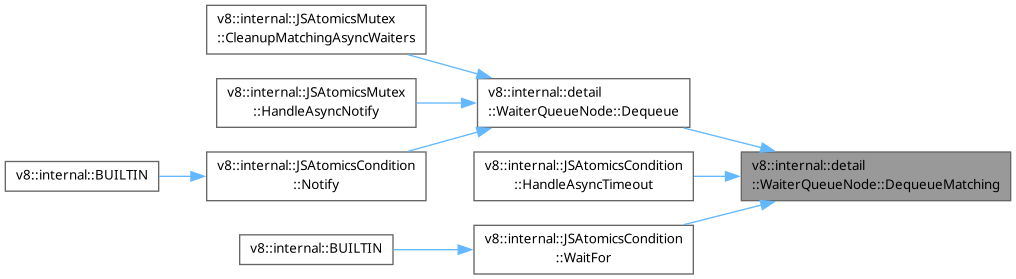 v8::internal::JSAtomicsMutex
::CleanupMatchingAsyncWaiters
v8::internal::JSAtomicsMutex
::HandleAsyncNotify
v8::internal::detail
::WaiterQueueNode::Dequeue
v8::internal::BUILTIN
v8::internal::JSAtomicsCondition
::Notify
v8::internal::JSAtomicsCondition
::HandleAsyncTimeout
v8::internal::detail
::WaiterQueueNode::DequeueMatching
v8::internal::BUILTIN
v8::internal::JSAtomicsCondition
::WaitFor